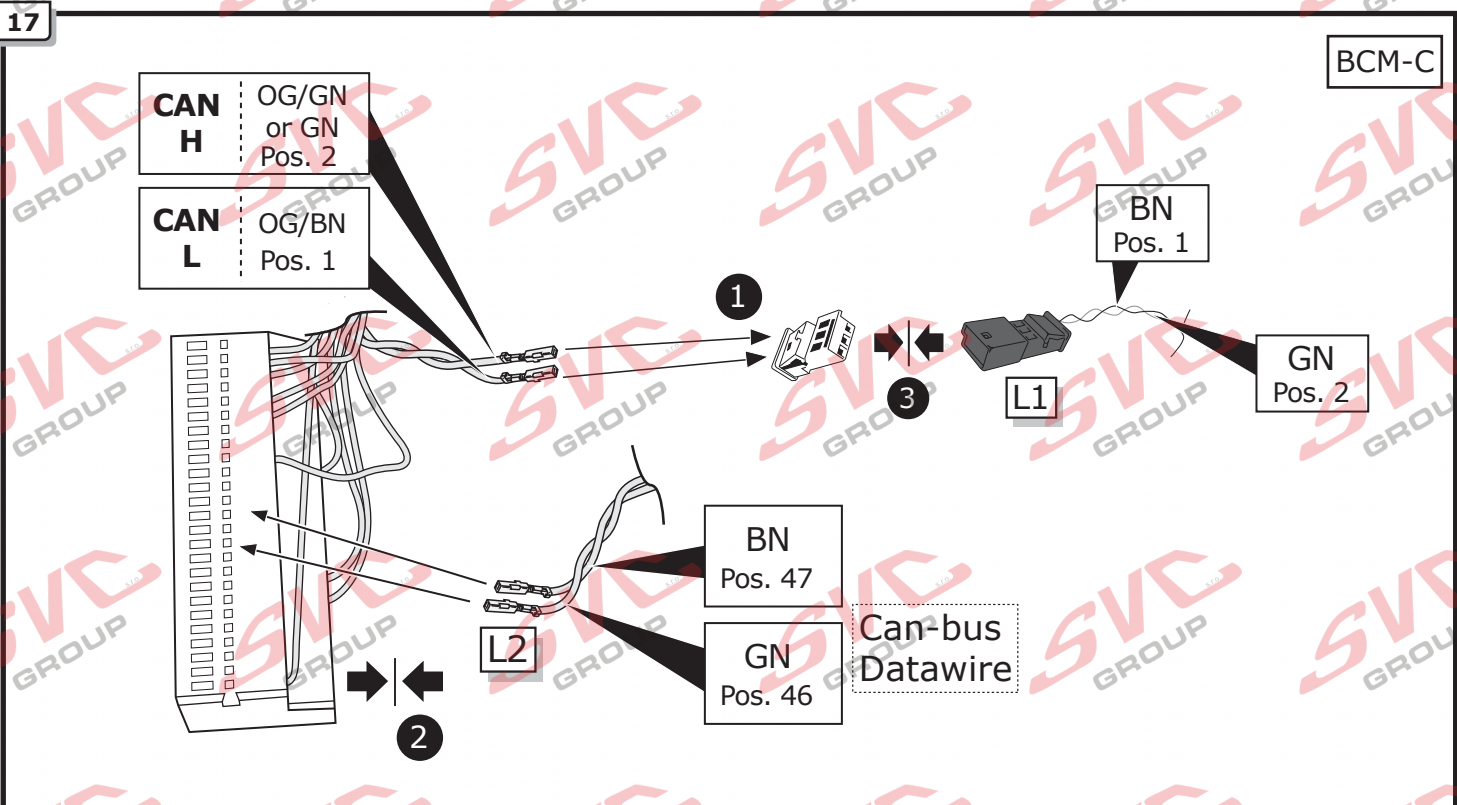 17
BCM-C
CAN
H
OG/GN
or GN
Pos. 2
CAN
L
OG/BN
Pos. 1
1
BN
Pos. 1
3
L1
GN
Pos. 2
BN
Pos. 47
L2
GN
Pos. 46
Can-bus
Datawire
2
SVC
s.r.o.
GROUP